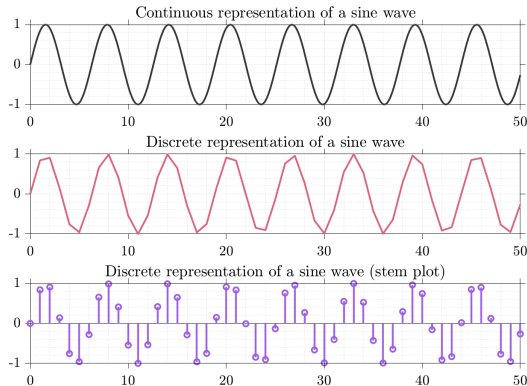 Continuous representation of a sine wave
1
0
-1
0 10 20 30 40 50
Discrete representation of a sine wave
1
0
-1
0 10 20 30 40 50
Discrete representation of a sine wave (stem plot)
1
0
-1
0 10 20 30 40 50